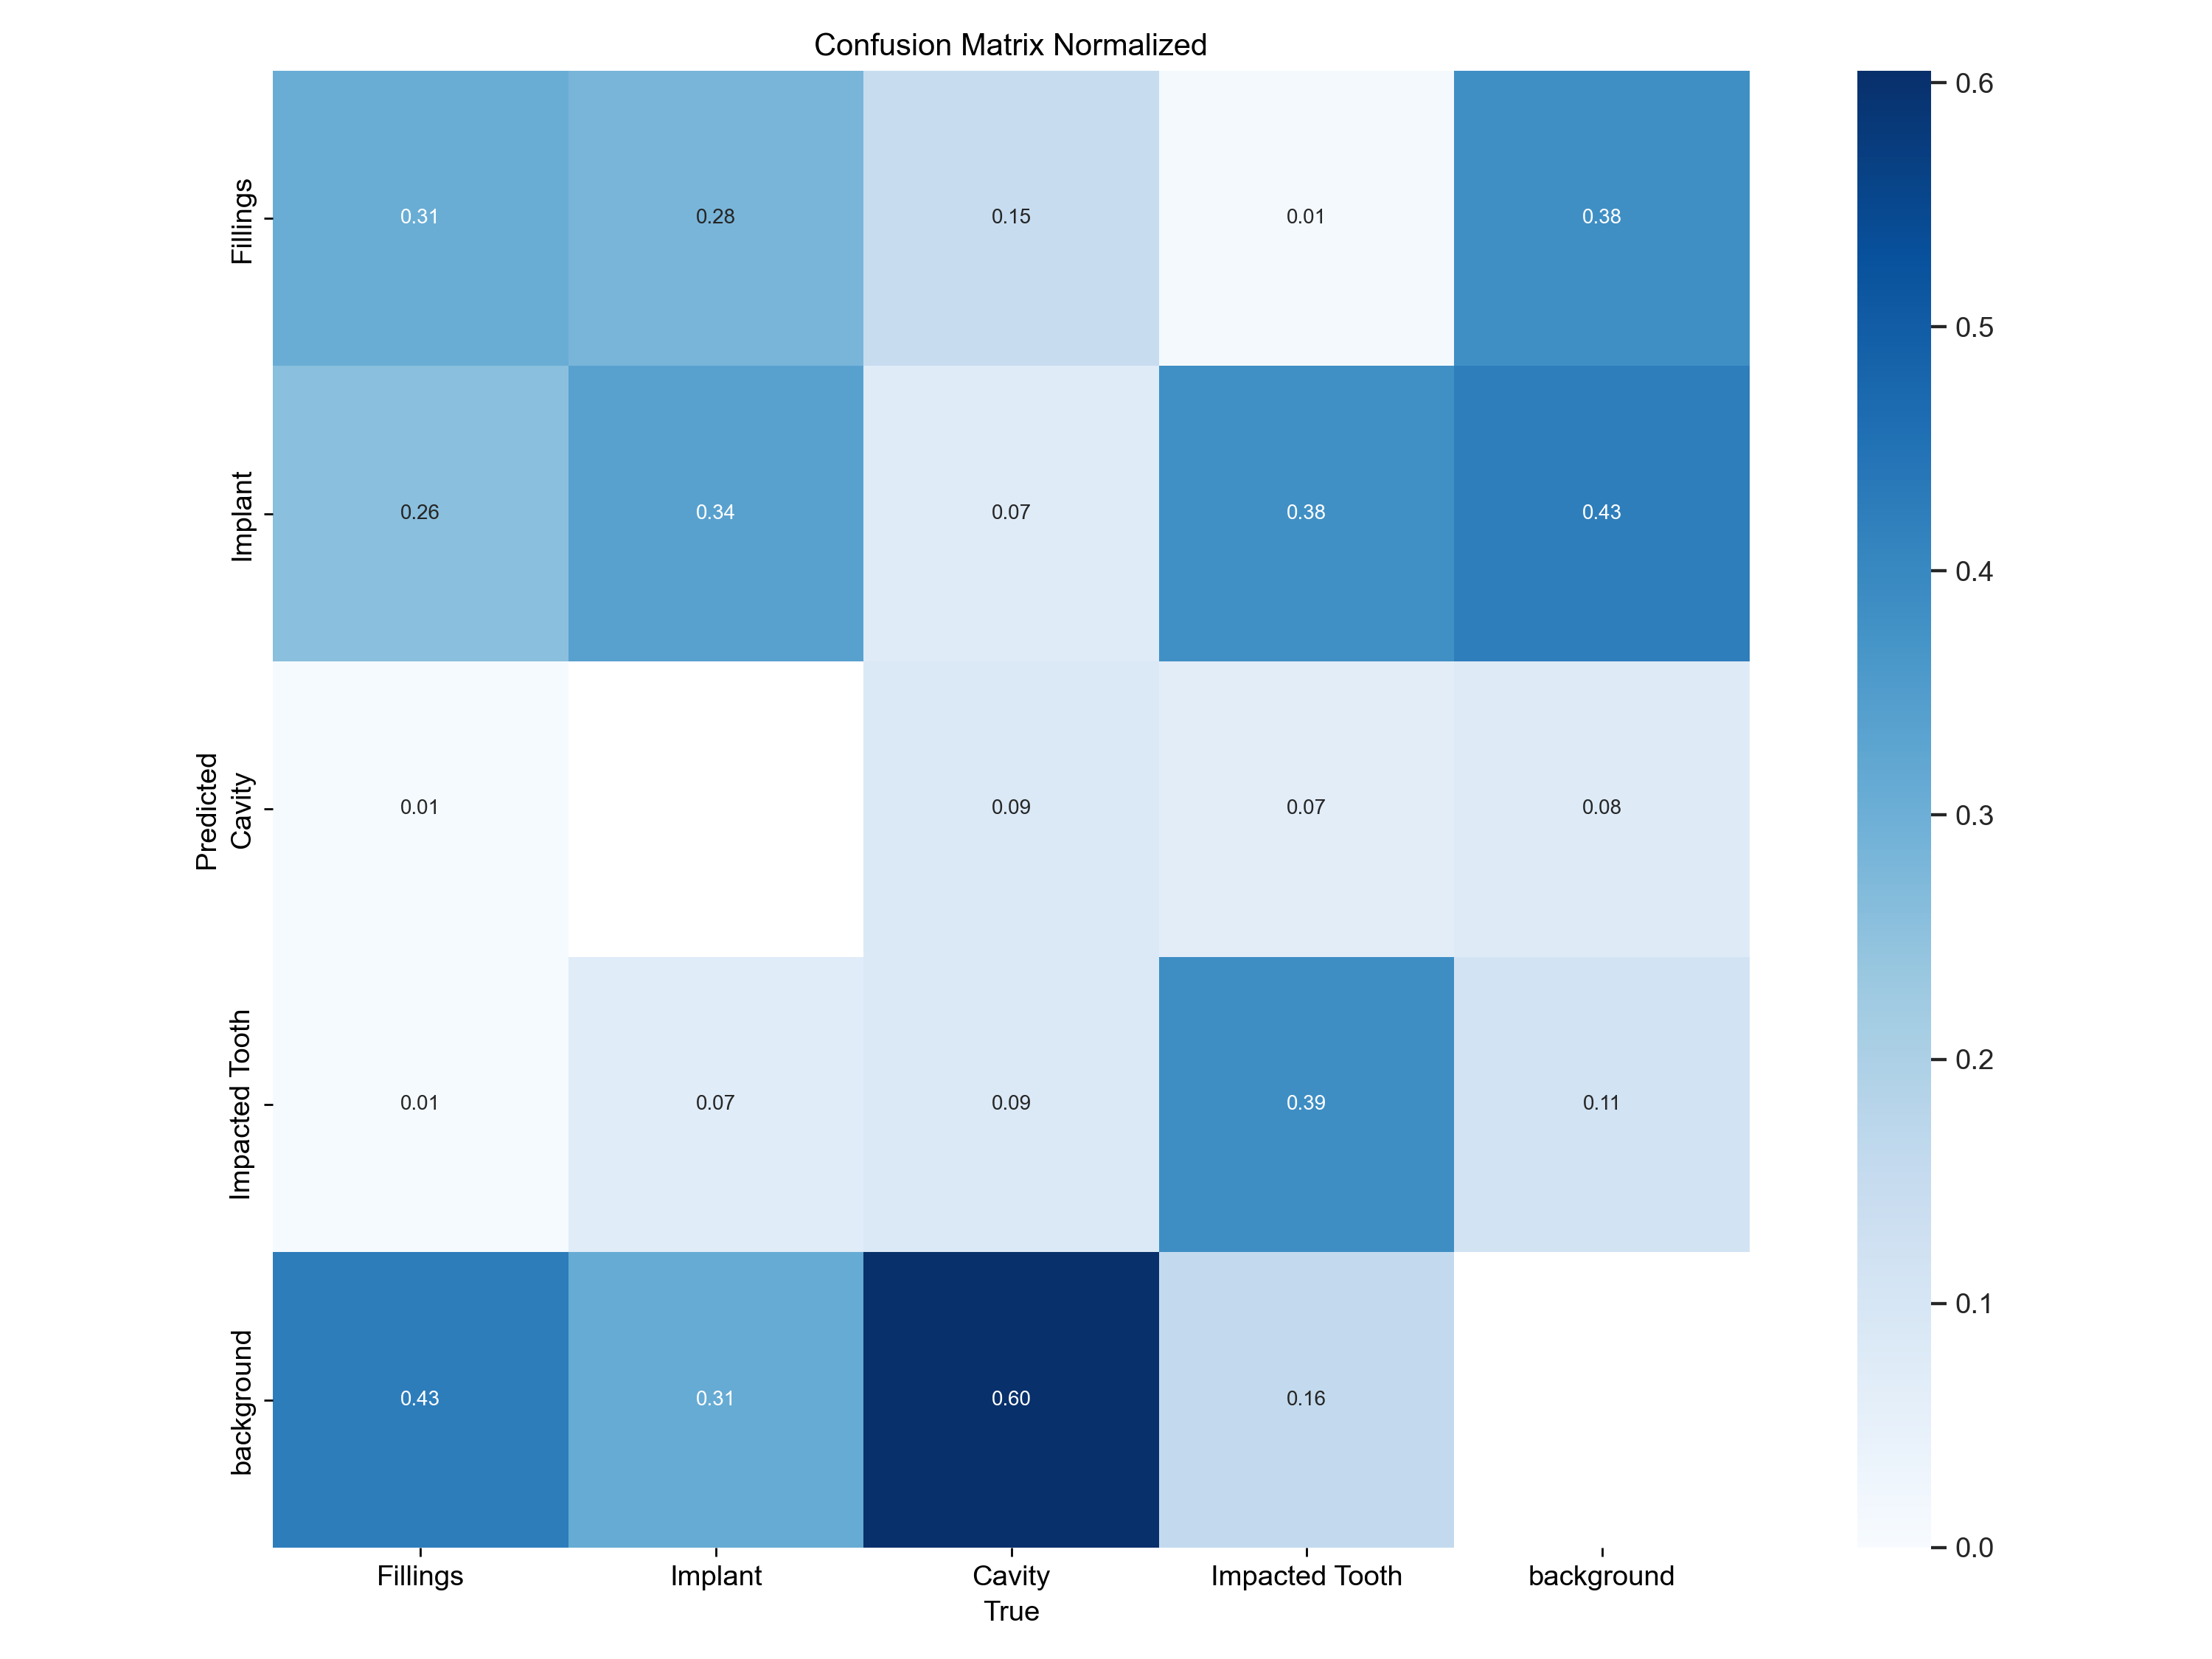 Confusion Matrix Normalized
Fillings
0.31 0.28 0.15 0.01 0.38
Implant
0.26 0.34 0.07 0.38 0.43
Predicted
Cavity
0.01 0.09 0.07 0.08
Impacted Tooth
0.01 0.07 0.09 0.39 0.11
background
0.43 0.31 0.60 0.16
Fillings Implant Cavity Impacted Tooth background
True
0.6
0.5
0.4
0.3
0.2
0.1
0.0